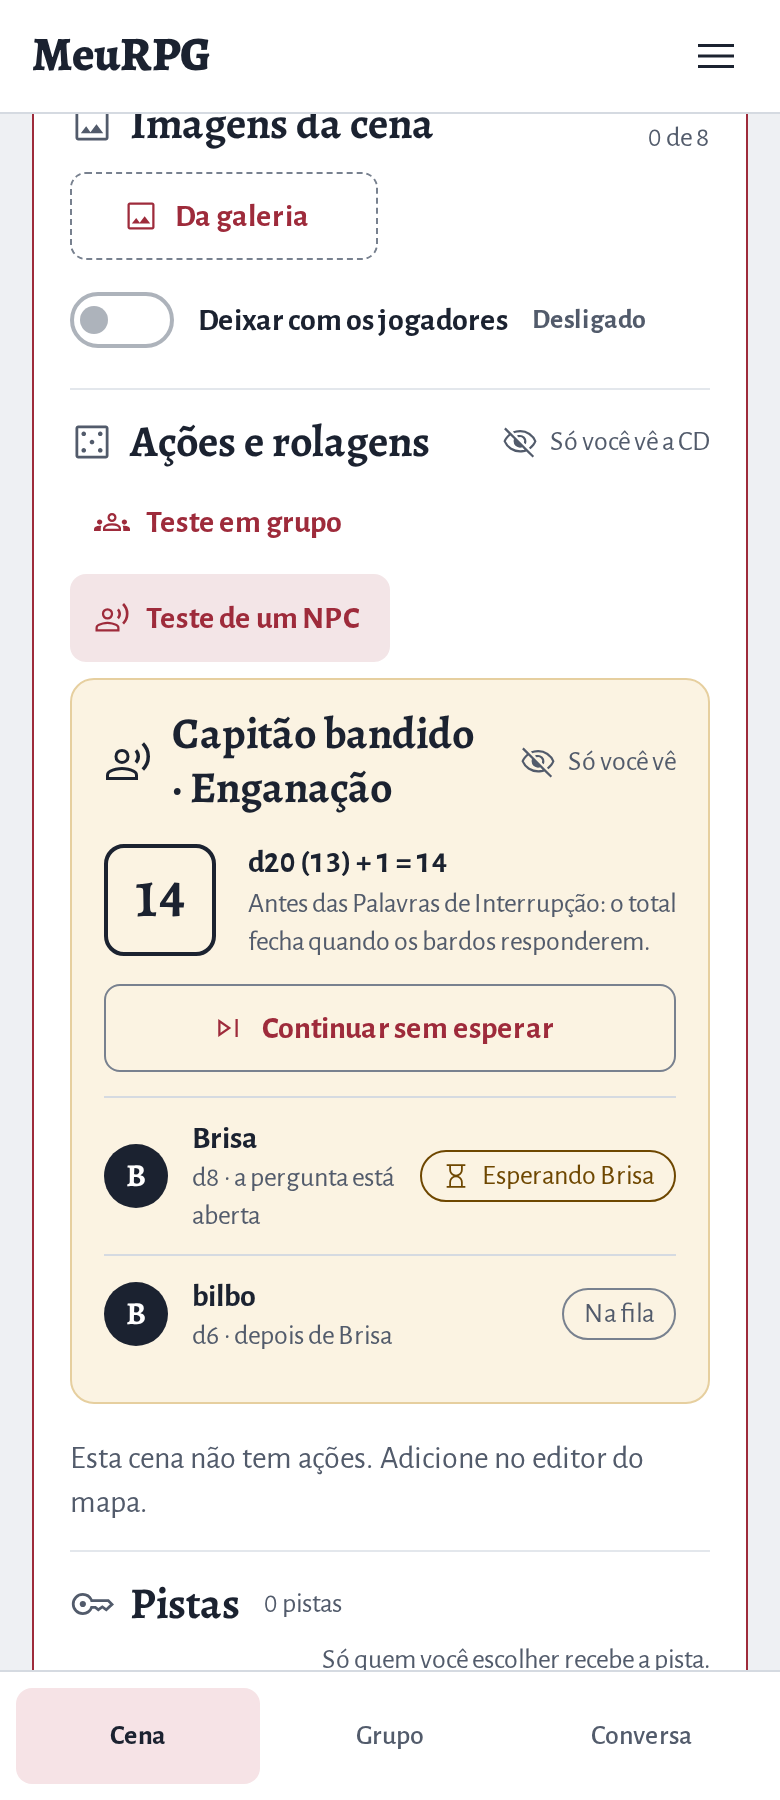 MeuRPG
Imagens da cena
0 de 8
Da galeria
Deixar com os jogadores Desligado
Ações e rolagens Só você vê a CD
Teste em grupo
Teste de um NPC
Capitão bandido
· Enganação
Só você vê
14
d20 (13) + 1 = 14
Antes das Palavras de Interrupção: o total
fecha quando os bardos responderem.
Continuar sem esperar
B
Brisa
d8 · a pergunta está
aberta
Esperando Brisa
B
bilbo
d6 · depois de Brisa
Na fila
Esta cena não tem ações. Adicione no editor do
mapa.
Pistas 0 pistas
Só quem você escolher recebe a pista.
Cena Grupo Conversa